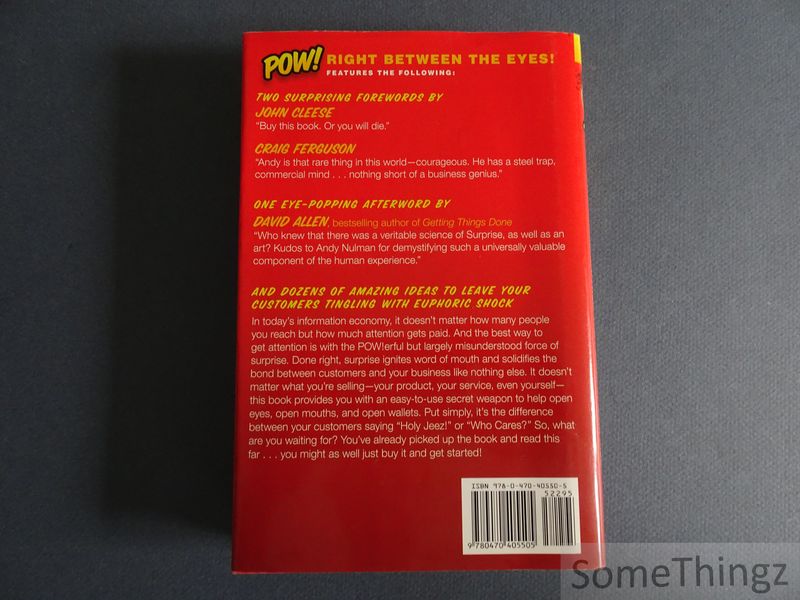 POW! RIGHT BETWEEN THE EYES!
FEATURES THE FOLLOWING:
TWO SURPRISING FOREWORDS BY
JOHN CLEESE
“Buy this book. Or you will die.”
CRAIG FERGUSON
“Andy is that rare thing in this world—courageous. He has a steel trap,
commercial mind . . . nothing short of a business genius.”
ONE EYE-POPPING AFTERWORD BY
DAVID ALLEN, bestselling author of Getting Things Done
“Who knew that there was a veritable science of Surprise, as well as an
art? Kudos to Andy Nulman for demystifying such a universally valuable
component of the human experience.”
AND DOZENS OF AMAZING IDEAS TO LEAVE YOUR
CUSTOMERS TINGLING WITH EUPHORIC SHOCK
In today’s information economy, it doesn’t matter how many people
you reach but how much attention gets paid. And the best way to
get attention is with the POW!erful but largely misunderstood force of
surprise. Done right, surprise ignites word of mouth and solidifies the
bond between customers and your business like nothing else. It doesn’t
matter what you’re selling—your product, your service, even yourself—
this book provides you with an easy-to-use secret weapon to help open
eyes, open mouths, and open wallets. Put simply, it’s the difference
between your customers saying “Holy Jeez!” or “Who Cares?” So, what
are you waiting for? You’ve already picked up the book and read this
far . . . you might as well just buy it and get started!
ISBN 978-0-470-40550-5
52295
9 780470 405505
SomeThingz